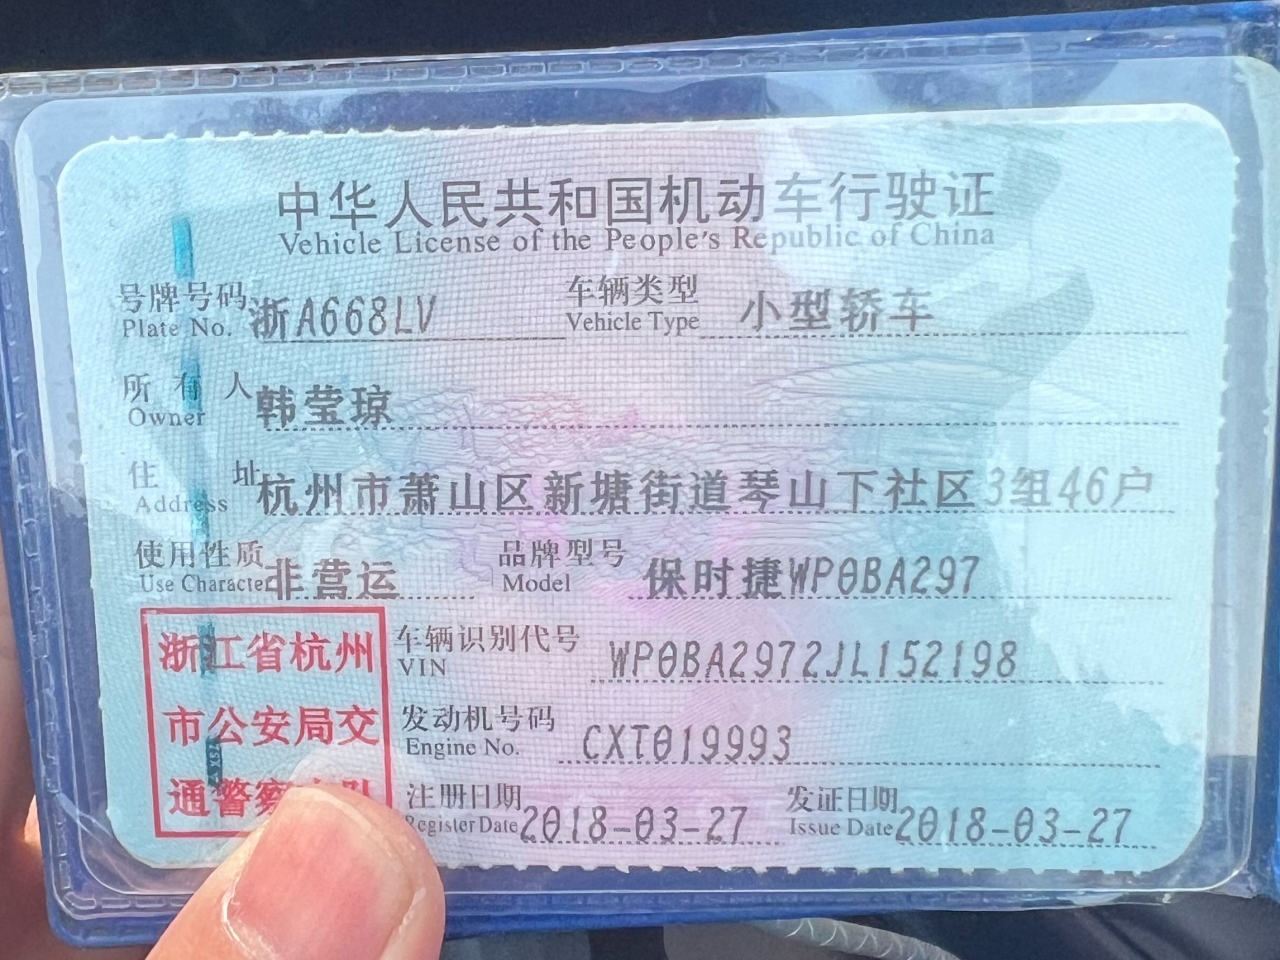 中华人民共和国机动车行驶证
Vehicle License of the People's Republic of China
号牌号码 浙A668LV 车辆类型 小型轿车
Plate No. Vehicle Type
所有人 韩莹琼
Owner
住址 杭州市萧山区新塘街道琴山下社区3组46户
Address
使用性质 非营运 品牌型号 保时捷WP0BA297
Use Character Model
浙江省杭州
市公安局交
通警察
车辆识别代号 WP0BA2972JL152198
VIN
发动机号码 CXT019993
Engine No.
注册日期 2018-03-27 发证日期 2018-03-27
Register Date Issue Date